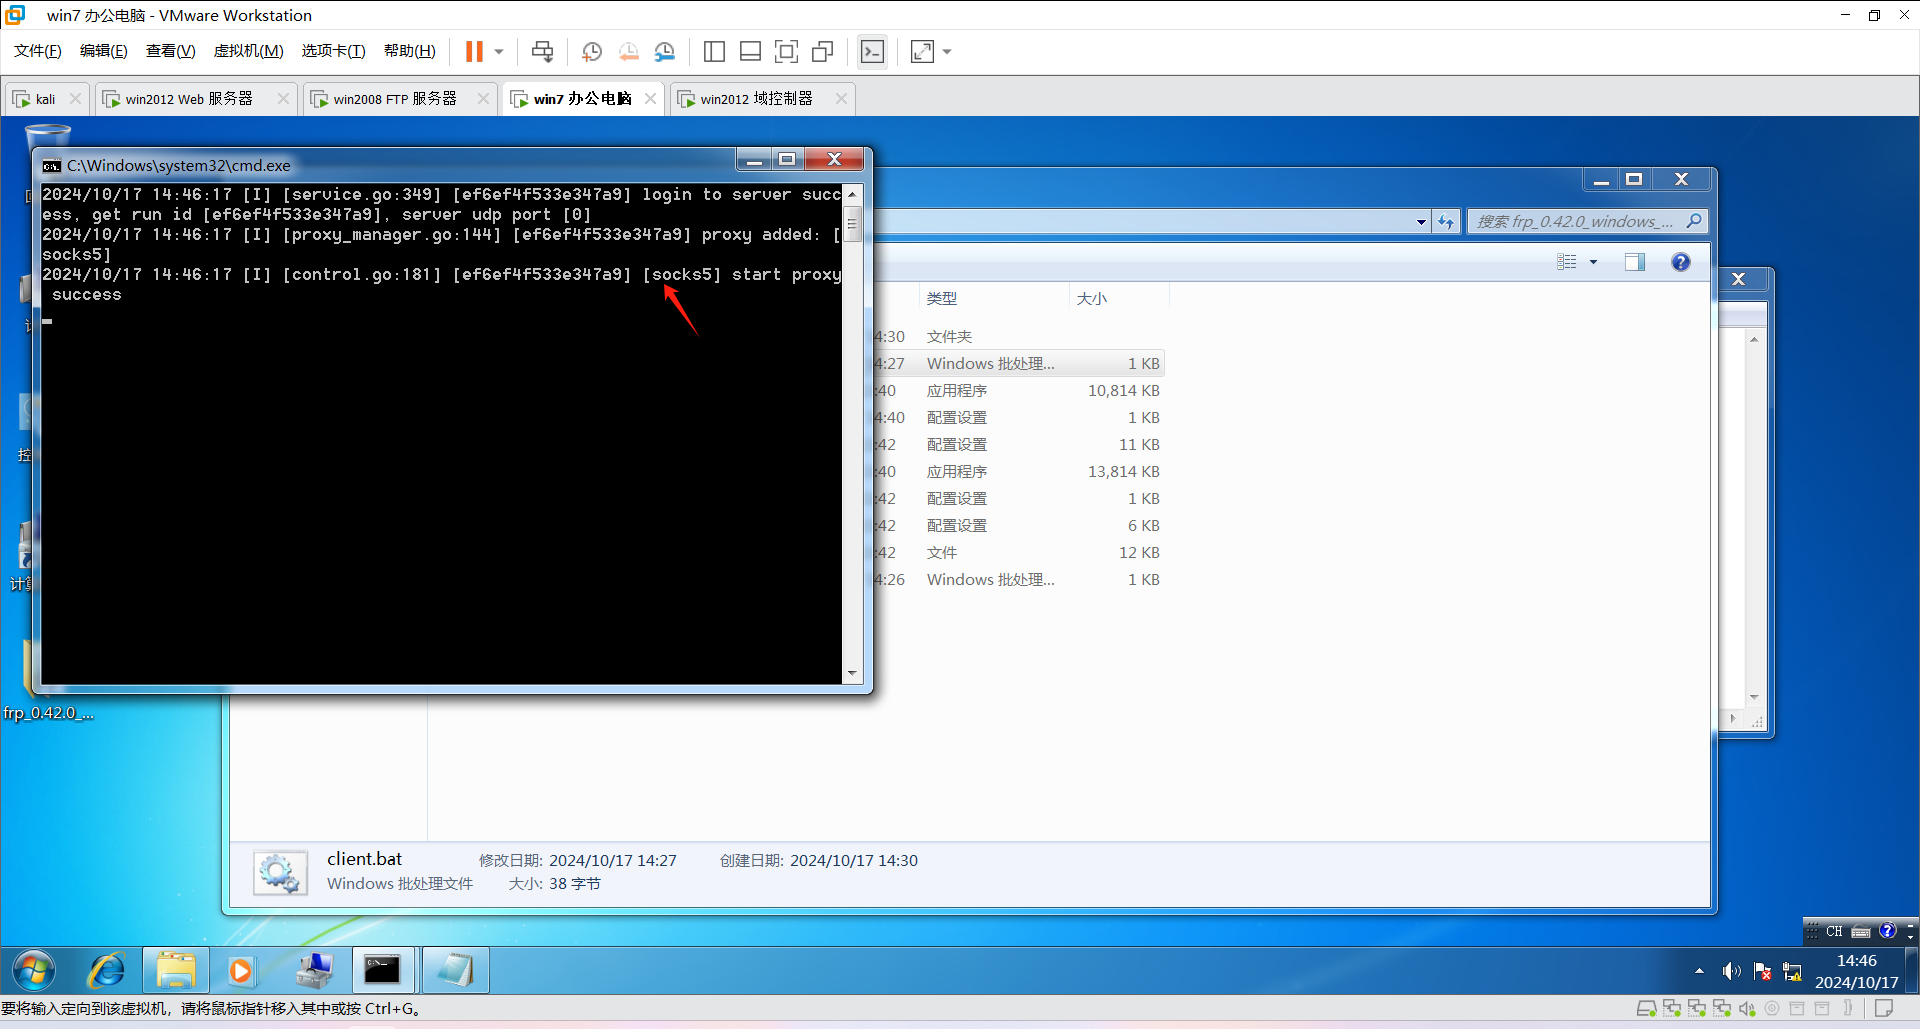 win7 办公电脑 - VMware Workstation
文件(F) 编辑(E) 查看(V) 虚拟机(M) 选项卡(T) 帮助(H)
kali
win2012 Web 服务器
win2008 FTP 服务器
win7 办公电脑
win2012 域控制器
C:\Windows\system32\cmd.exe
2024/10/17 14:46:17 [I] [service.go:349] [ef6ef4f533e347a9] login to server succ
ess, get run id [ef6ef4f533e347a9], server udp port [0]
2024/10/17 14:46:17 [I] [proxy_manager.go:144] [ef6ef4f533e347a9] proxy added: [
socks5]
2024/10/17 14:46:17 [I] [control.go:181] [ef6ef4f533e347a9] [socks5] start proxy
success
搜索 frp_0.42.0_windows_...
类型 大小
4:30 文件夹
4:27 Windows 批处理... 1 KB
:40 应用程序 10,814 KB
4:40 配置设置 1 KB
:42 配置设置 11 KB
:40 应用程序 13,814 KB
:42 配置设置 1 KB
:42 配置设置 6 KB
:42 文件 12 KB
4:26 Windows 批处理... 1 KB
frp_0.42.0_...
client.bat 修改日期: 2024/10/17 14:27 创建日期: 2024/10/17 14:30
Windows 批处理文件 大小: 38 字节
CH
14:46
2024/10/17
要将输入定向到该虚拟机，请将鼠标指针移入其中或按 Ctrl+G。